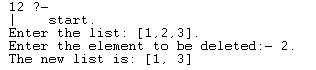 12 ?-
|    start.
Enter the list: [1,2,3].
Enter the element to be deleted:- 2.
The new list is: [1, 3]